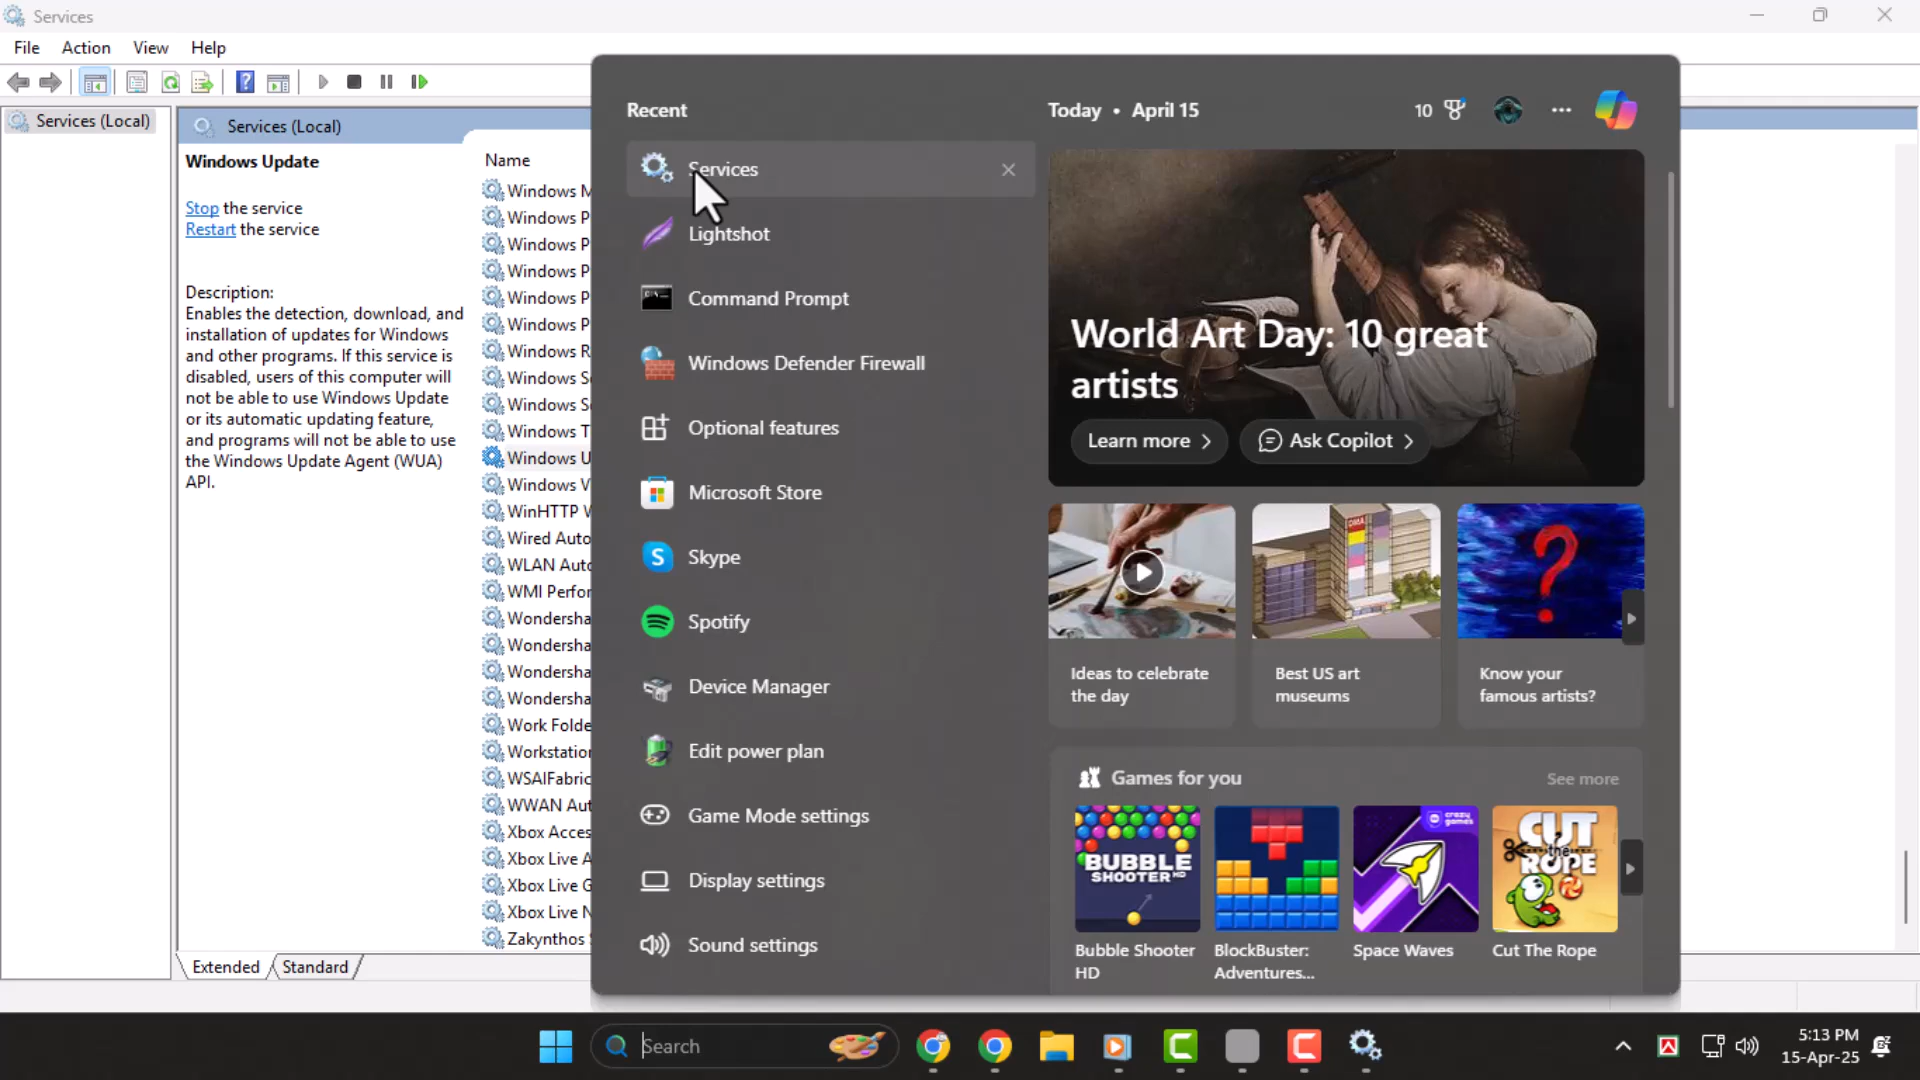 Services
File Action View Help
Services (Local)
Services (Local)
Windows Update
Stop the service
Restart the service
Description:
Enables the detection, download, and
installation of updates for Windows
and other programs. If this service is
disabled, users of this computer will
not be able to use Windows Update
or its automatic updating feature,
and programs will not be able to use
the Windows Update Agent (WUA)
API.
Name
Windows M
Windows P
Windows P
Windows P
Windows P
Windows P
Windows R
Windows Se
Windows Se
Windows T
Windows U
Windows V
WinHTTP W
Wired Auto
WLAN Auto
WMI Perfor
Wondersha
Wondersha
Wondersha
Wondersha
Work Folde
Workstation
WSAIFabric
WWAN Aut
Xbox Acces
Xbox Live A
Xbox Live G
Xbox Live N
Zakynthos S
Extended Standard
Recent
Services
Lightshot
Command Prompt
Windows Defender Firewall
Optional features
Microsoft Store
Skype
Spotify
Device Manager
Edit power plan
Game Mode settings
Display settings
Sound settings
Today • April 15
10
World Art Day: 10 great
artists
Learn more
Ask Copilot
Ideas to celebrate
the day
Best US art
museums
Know your
famous artists?
Games for you
See more
BUBBLE
SHOOTER HD
crazy
games
CUT
the
ROPE
Bubble Shooter
HD
BlockBuster:
Adventures...
Space Waves
Cut The Rope
Search
5:13 PM
15-Apr-25